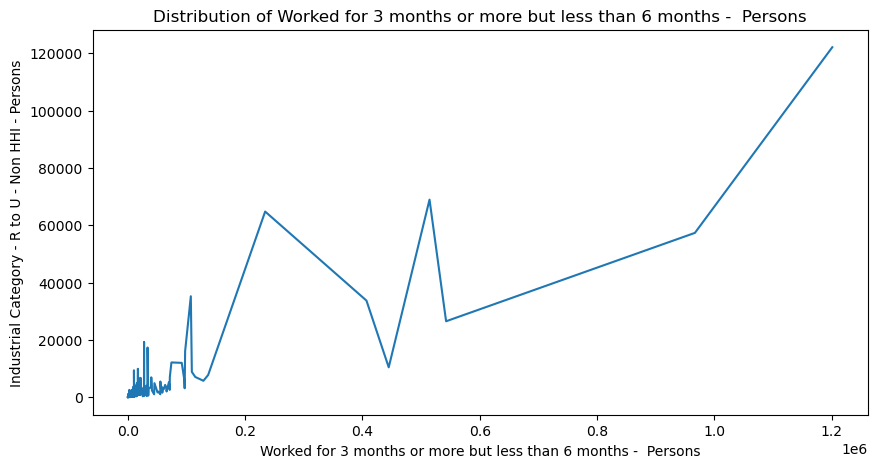 Distribution of Worked for 3 months or more but less than 6 months -  Persons
Industrial Category - R to U - Non HHI - Persons
120000
100000
80000
60000
40000
20000
0
0.0 0.2 0.4 0.6 0.8 1.0 1.2
1e6
Worked for 3 months or more but less than 6 months -  Persons